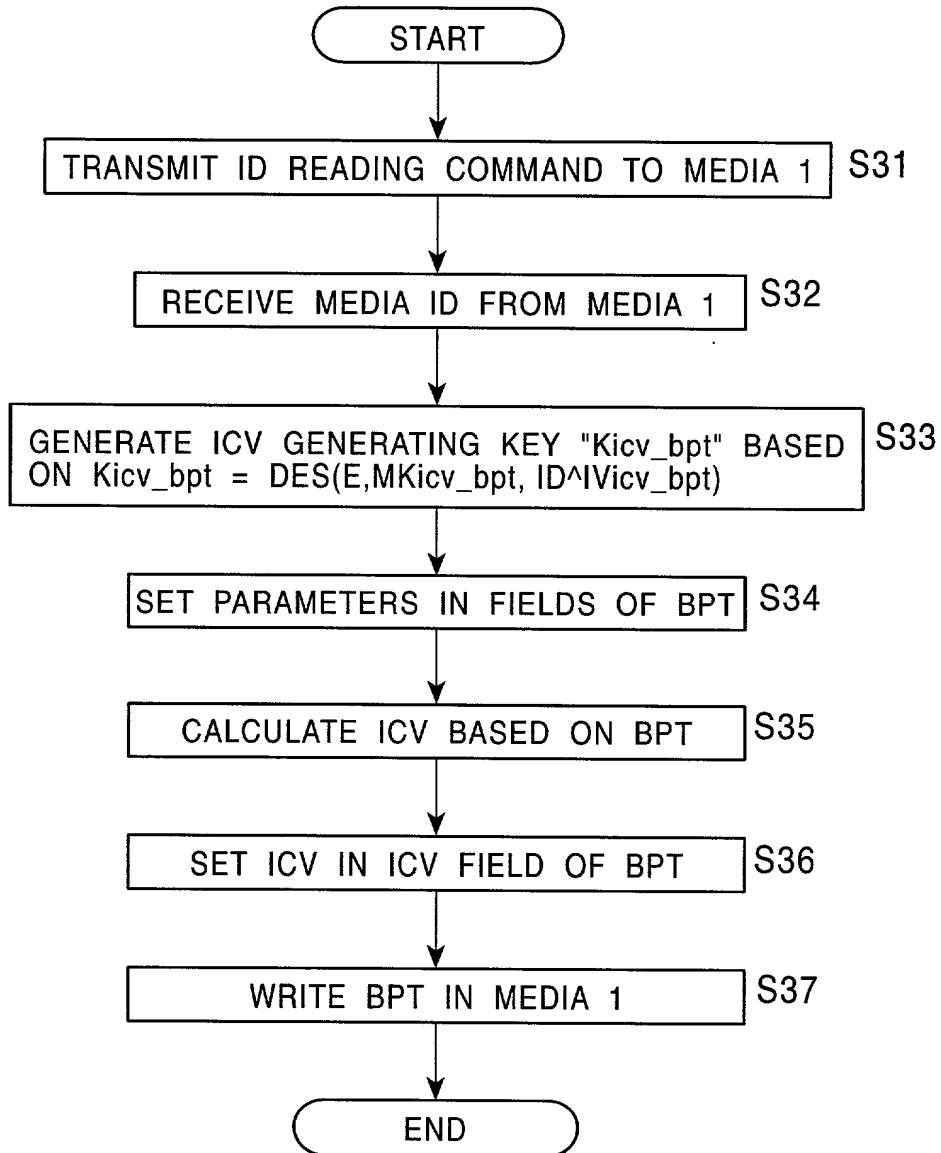 START
TRANSMIT ID READING COMMAND TO MEDIA 1 S31
RECEIVE MEDIA ID FROM MEDIA 1 S32
GENERATE ICV GENERATING KEY "Kicv_bpt" BASED S33
ON Kicv_bpt = DES(E,MKicv_bpt, ID^IVicv_bpt)
SET PARAMETERS IN FIELDS OF BPT S34
CALCULATE ICV BASED ON BPT S35
SET ICV IN ICV FIELD OF BPT S36
WRITE BPT IN MEDIA 1 S37
END